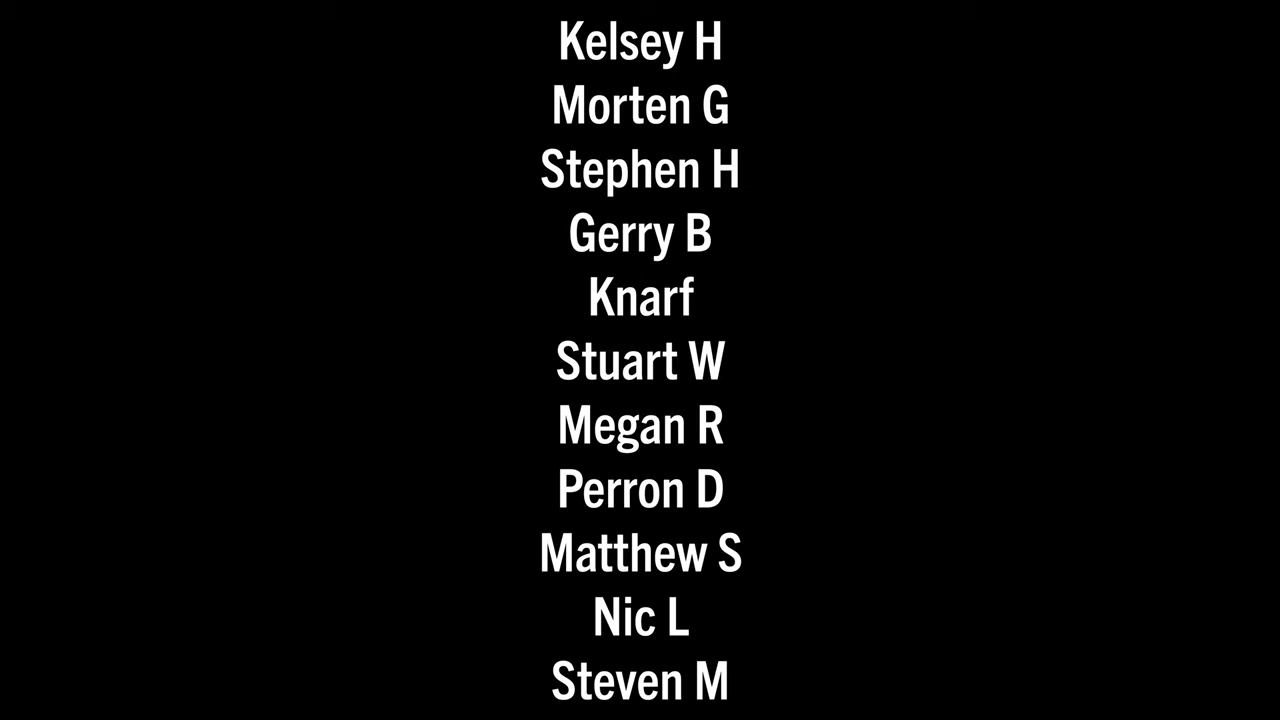 Kelsey H
Morten G
Stephen H
Gerry B
Knarf
Stuart W
Megan R
Perron D
Matthew S
Nic L
Steven M